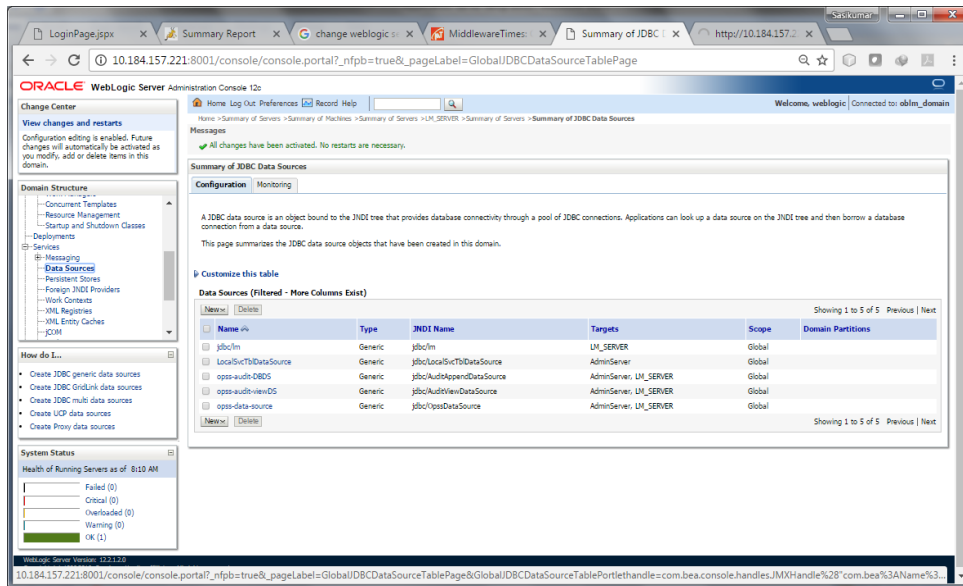 Sasikumar
LoginPage.jspx
Summary Report
change weblogic se
MiddlewareTimes:
Summary of JDBC
http://10.184.157.2
10.184.157.221:8001/console/console.portal?_nfpb=true&_pageLabel=GlobalJDBCDataSourceTablePage
ORACLE WebLogic Server Administration Console 12c
Change Center
View changes and restarts
Configuration editing is enabled. Future
changes will automatically be activated as
you modify, add or delete items in this
domain.
Domain Structure
Concurrent Templates
Resource Management
Startup and Shutdown Classes
Deployments
Services
Messaging
Data Sources
Persistent Stores
Foreign JNDI Providers
Work Contexts
XML Registries
XML Entity Caches
jCOM
How do I...
Create JDBC generic data sources
Create JDBC GridLink data sources
Create JDBC multi data sources
Create UCP data sources
Create Proxy data sources
System Status
Health of Running Servers as of 8:10 AM
Failed (0)
Critical (0)
Overloaded (0)
Warning (0)
OK (1)
Home Log Out Preferences Record Help
Welcome, weblogic Connected to: oblm_domain
Home >Summary of Servers >Summary of Machines >Summary of Servers >LM_SERVER >Summary of Servers >Summary of JDBC Data Sources
Messages
All changes have been activated. No restarts are necessary.
Summary of JDBC Data Sources
Configuration Monitoring
A JDBC data source is an object bound to the JNDI tree that provides database connectivity through a pool of JDBC connections. Applications can look up a data source on the JNDI tree and then borrow a database
connection from a data source.
This page summarizes the JDBC data source objects that have been created in this domain.
Customize this table
Data Sources (Filtered - More Columns Exist)
New Delete Showing 1 to 5 of 5 Previous | Next
Name Type JNDI Name Targets Scope Domain Partitions
jdbc/lm Generic jdbc/lm LM_SERVER Global
LocalSvcTblDataSource Generic jdbc/LocalSvcTblDataSource AdminServer Global
opss-audit-DBDS Generic jdbc/AuditAppendDataSource AdminServer, LM_SERVER Global
opss-audit-viewDS Generic jdbc/AuditViewDataSource AdminServer, LM_SERVER Global
opss-data-source Generic jdbc/OpssDataSource AdminServer, LM_SERVER Global
New Delete Showing 1 to 5 of 5 Previous | Next
WebLogic Server Version: 12.2.1.2.0
10.184.157.221:8001/console/console.portal?_nfpb=true&_pageLabel=GlobalJDBCDataSourceTablePage&GlobalJDBCDataSourceTablePortlethandle=com.bea.console.handles.JMXHandle%28"com.bea%3AName%3...